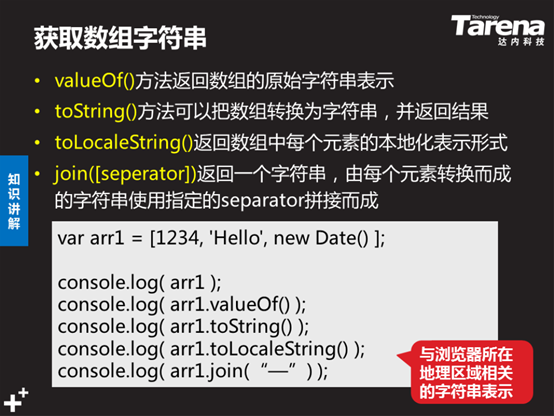 获取数组字符串
Technology
Tarena
达内科技
• valueOf()方法返回数组的原始字符串表示
• toString()方法可以把数组转换为字符串，并返回结果
• toLocaleString()返回数组中每个元素的本地化表示形式
• join([seperator])返回一个字符串，由每个元素转换而成
的字符串使用指定的separator拼接而成
知识讲解
var arr1 = [1234, 'Hello', new Date() ];
console.log( arr1 );
console.log( arr1.valueOf() );
console.log( arr1.toString() );
console.log( arr1.toLocaleString() );
console.log( arr1.join( “—” ) );
与浏览器所在
地理区域相关
的字符串表示